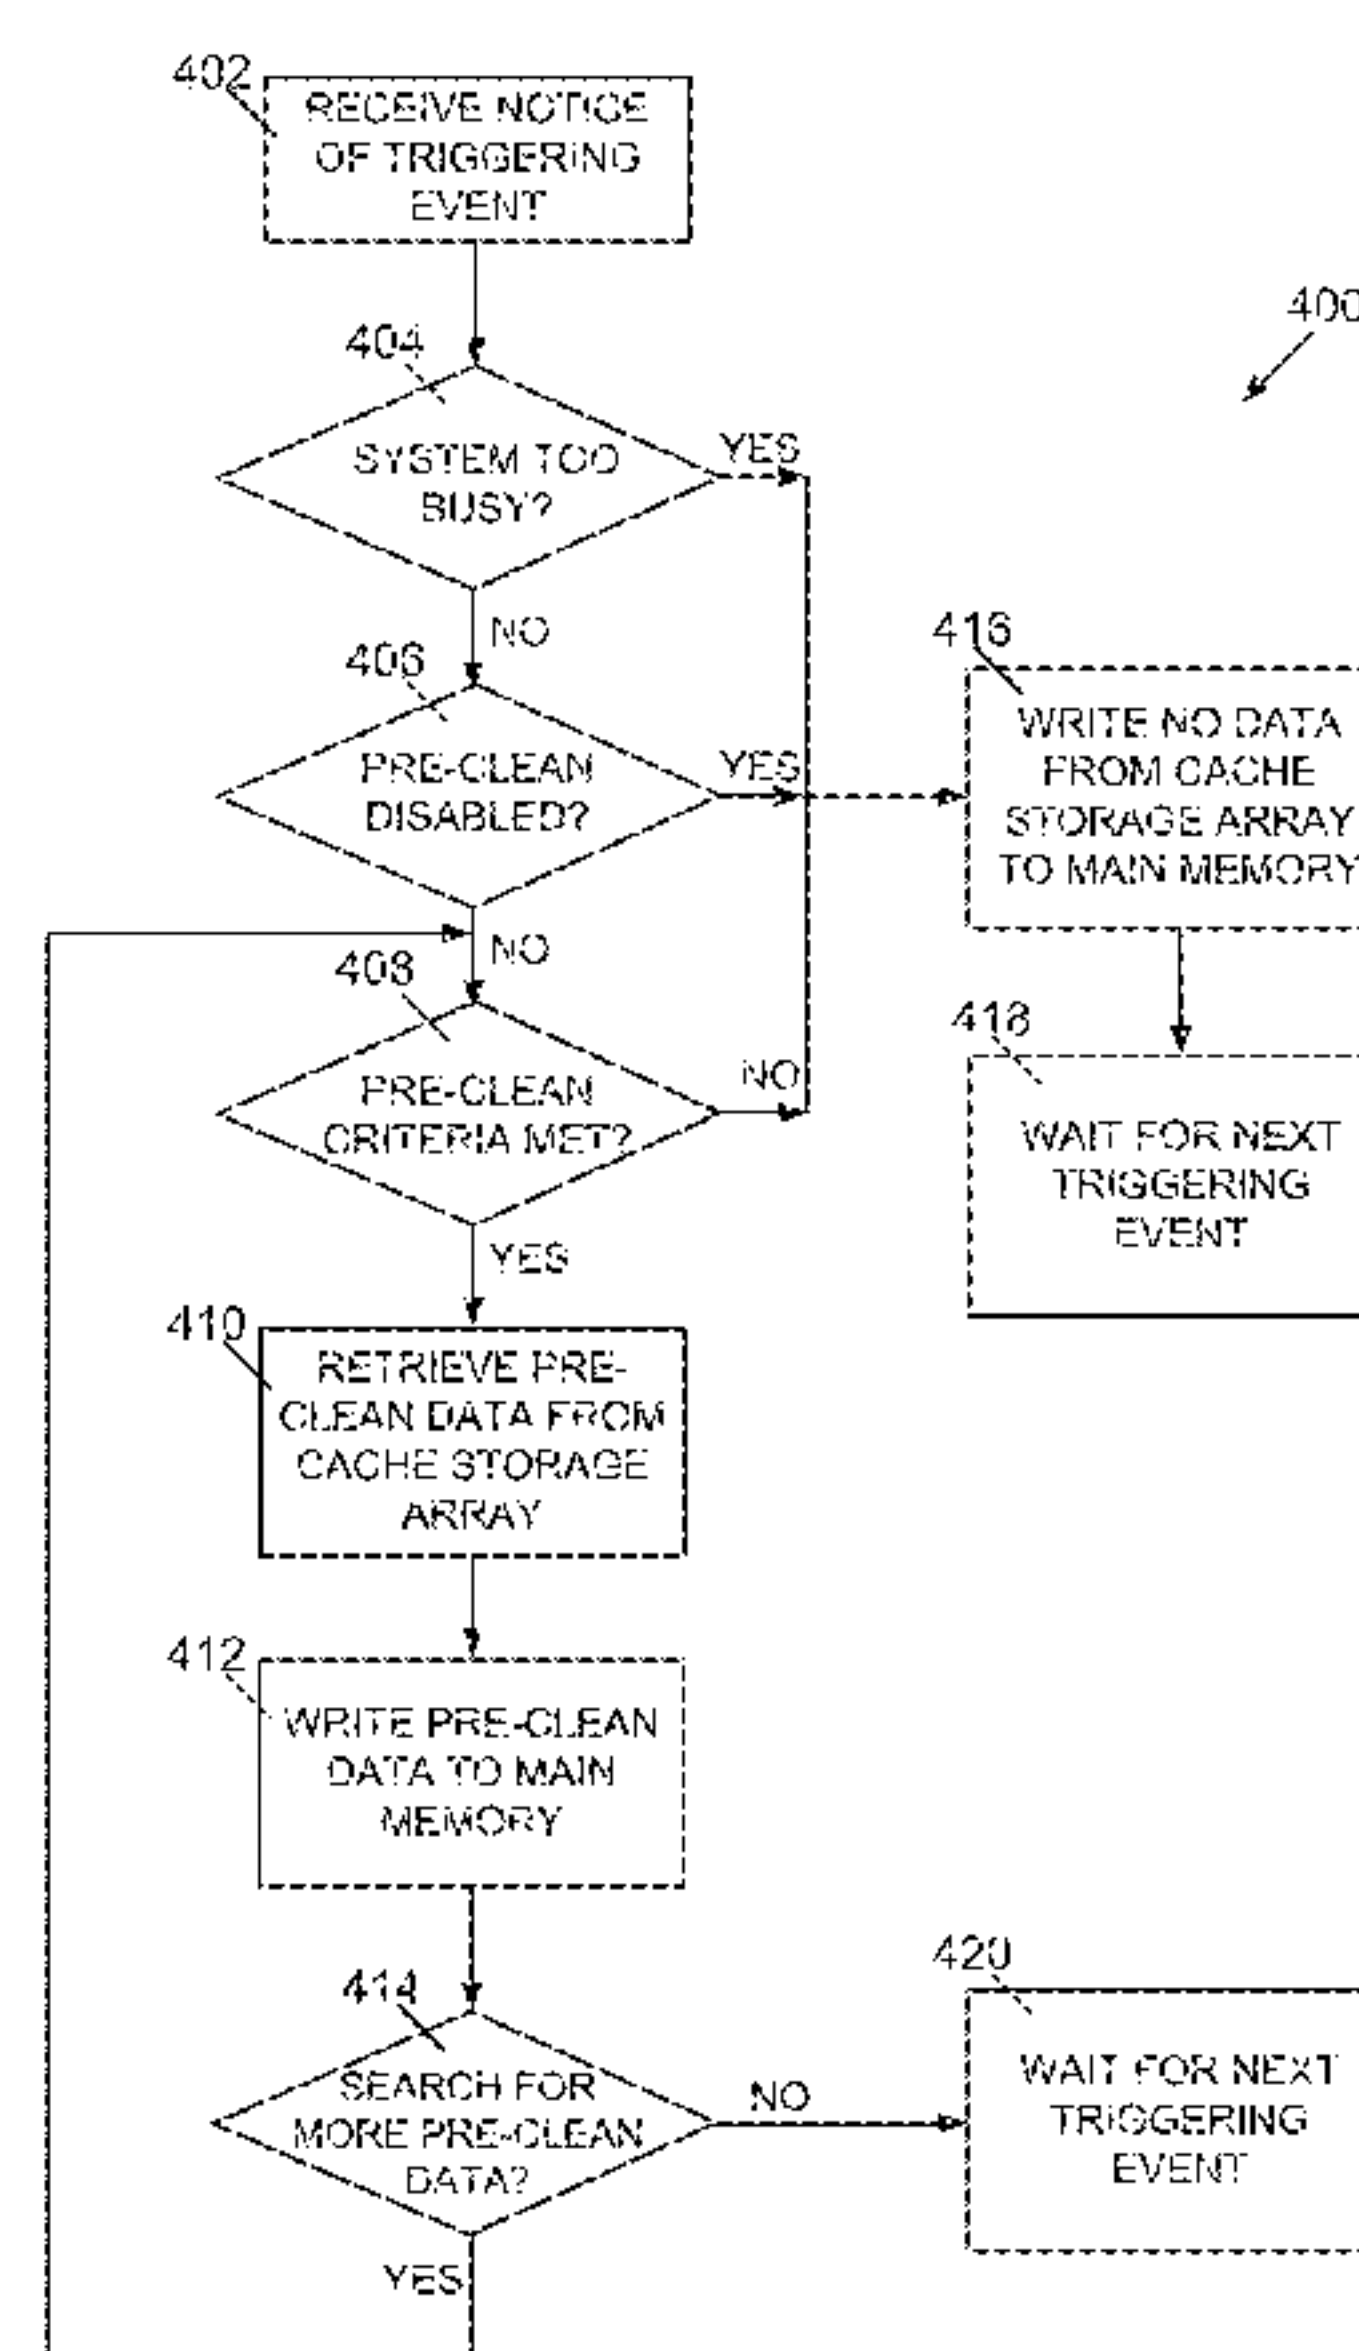 402
RECEIVE NOTICE
OF TRIGGERING
EVENT
400
404
SYSTEM TOO
BUSY?
YES
NO
406
PRE-CLEAN
DISABLED?
YES
NO
416
WRITE NO DATA
FROM CACHE
STORAGE ARRAY
TO MAIN MEMORY
408
PRE-CLEAN
CRITERIA MET?
NO
YES
418
WAIT FOR NEXT
TRIGGERING
EVENT
410
RETRIEVE PRE-
CLEAN DATA FROM
CACHE STORAGE
ARRAY
412
WRITE PRE-CLEAN
DATA TO MAIN
MEMORY
414
SEARCH FOR
MORE PRE-CLEAN
DATA?
NO
YES
420
WAIT FOR NEXT
TRIGGERING
EVENT